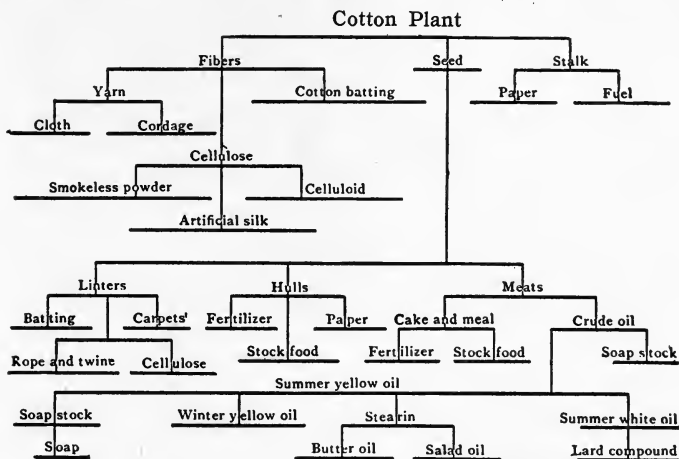 Cotton Plant
Fibers Seed Stalk
Yarn Cotton batting Paper Fuel
Cloth Cordage
Cellulose
Smokeless powder Celluloid
Artificial silk
Linters Hulls Meats
Batting Carpets' Fertilizer Paper Cake and meal Crude oil
Rope and twine Cellulose Stock food Fertilizer Stock food Soap stock
Summer yellow oil
Soap stock Winter yellow oil Stearin Summer white oil
Soap Butter oil Salad oil Lard compound